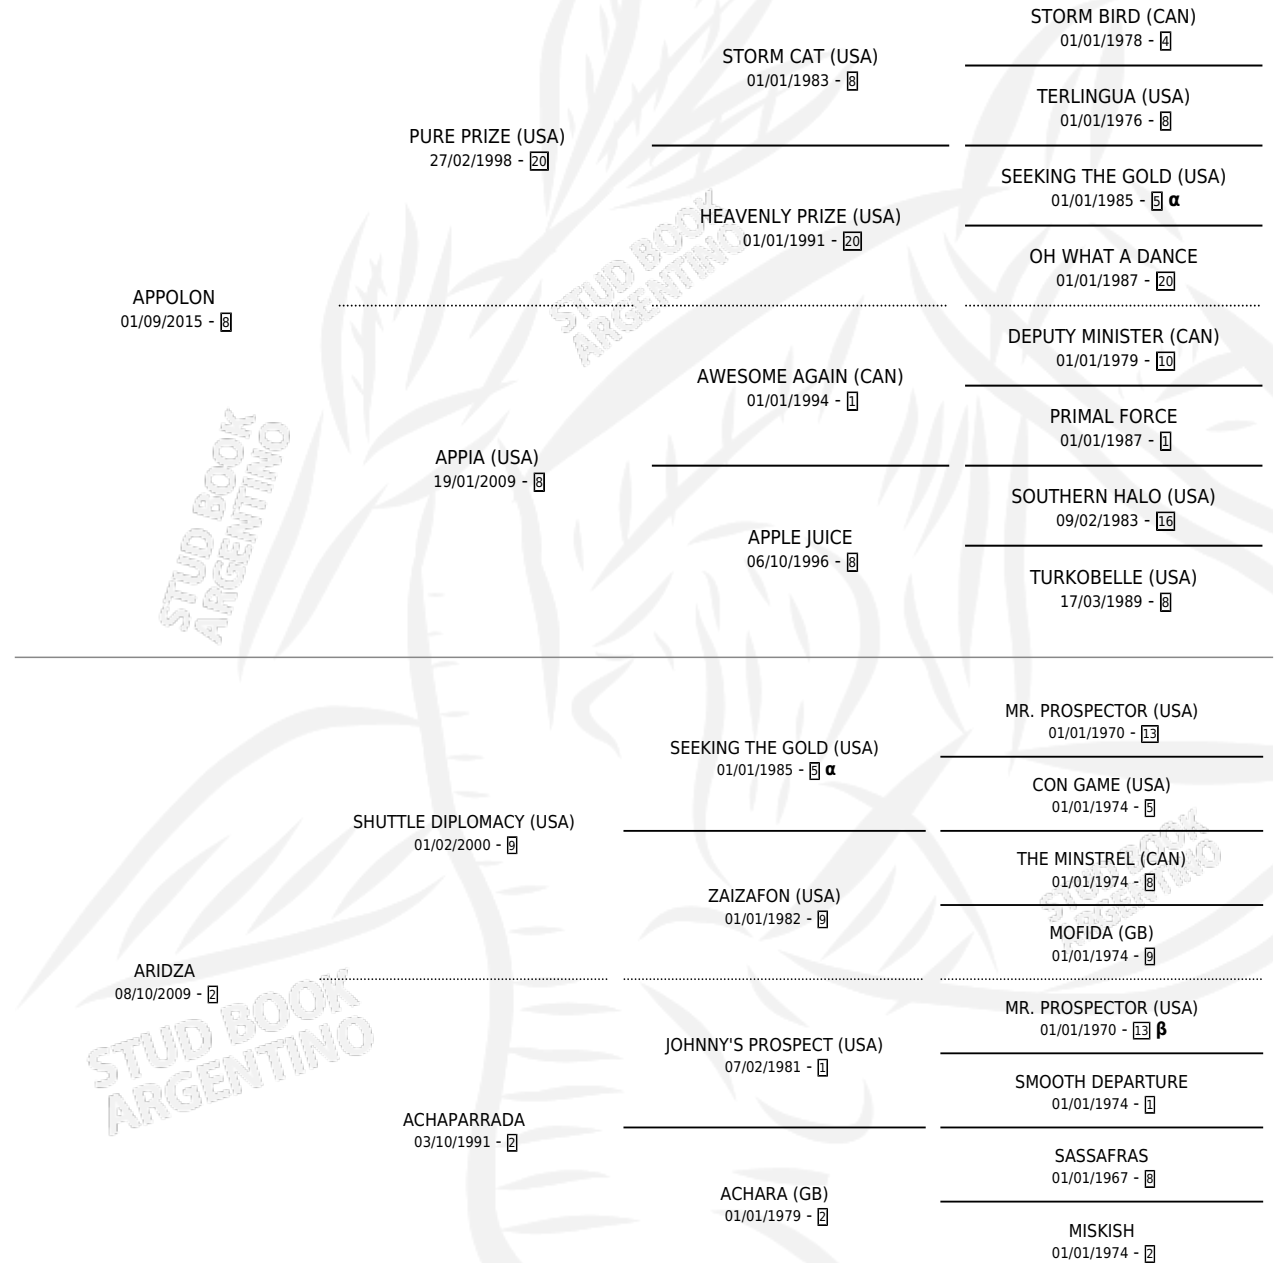 STORM BIRD (CAN)
01/01/1978 - 4
STORM CAT (USA)
01/01/1983 - 8
TERLINGUA (USA)
01/01/1976 - 8
PURE PRIZE (USA)
27/02/1998 - 20
SEEKING THE GOLD (USA)
01/01/1985 - 5 α
HEAVENLY PRIZE (USA)
01/01/1991 - 20
OH WHAT A DANCE
01/01/1987 - 20
APPOLON
01/09/2015 - 8
DEPUTY MINISTER (CAN)
01/01/1979 - 10
AWESOME AGAIN (CAN)
01/01/1994 - 1
PRIMAL FORCE
01/01/1987 - 1
APPIA (USA)
19/01/2009 - 8
SOUTHERN HALO (USA)
09/02/1983 - 16
APPLE JUICE
06/10/1996 - 8
TURKOBELLE (USA)
17/03/1989 - 8
MR. PROSPECTOR (USA)
01/01/1970 - 13
SEEKING THE GOLD (USA)
01/01/1985 - 5 α
CON GAME (USA)
01/01/1974 - 5
SHUTTLE DIPLOMACY (USA)
01/02/2000 - 9
THE MINSTREL (CAN)
01/01/1974 - 8
ZAIZAFON (USA)
01/01/1982 - 9
MOFIDA (GB)
01/01/1974 - 9
ARIDZA
08/10/2009 - 2
MR. PROSPECTOR (USA)
01/01/1970 - 13 β
JOHNNY'S PROSPECT (USA)
07/02/1981 - 1
SMOOTH DEPARTURE
01/01/1974 - 1
ACHAPARRADA
03/10/1991 - 2
SASSAFRAS
01/01/1967 - 8
ACHARA (GB)
01/01/1979 - 2
MISKISH
01/01/1974 - 2
STUD BOOK
ARGENTINO
STUD BOOK
ARGENTINO
STUD BOOK
ARGENTINO
STUD BOOK
ARGENTINO